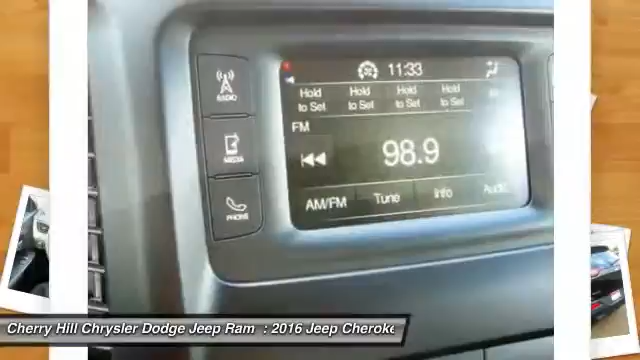 11:33
Hold Hold Hold Hold
to Set to Set to Set to Set
RADIO
FM
MEDIA
98.9
PHONE
AM/FM Tune Info Audio
Cherry Hill Chrysler Dodge Jeep Ram : 2016 Jeep Cheroke